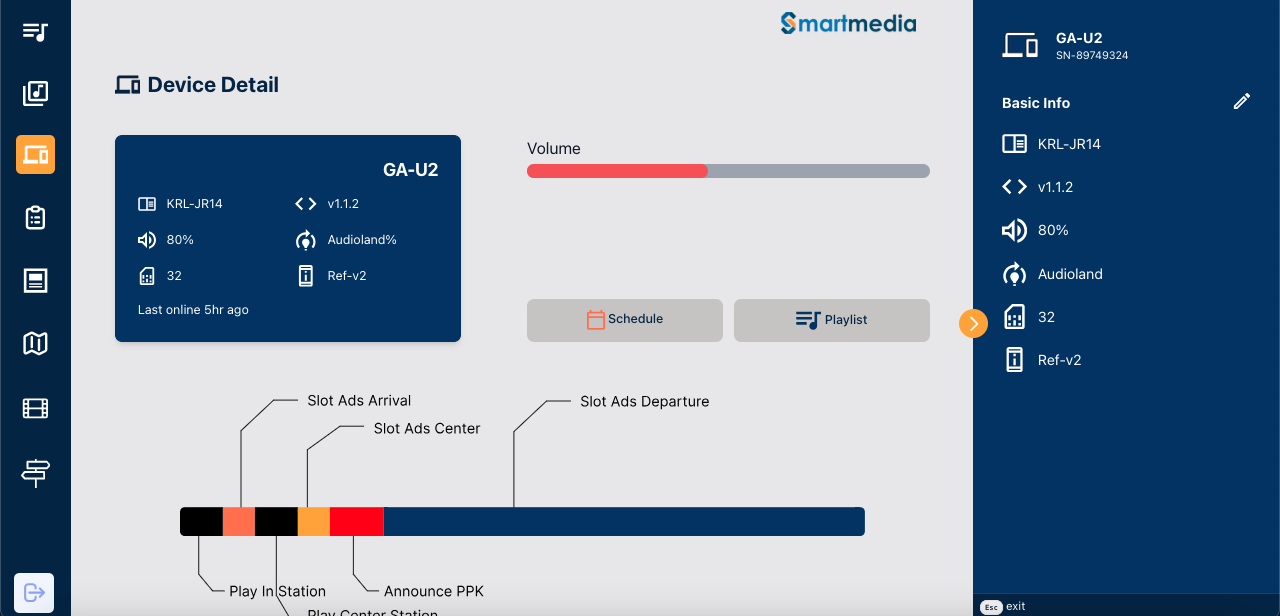 Smartmedia
Device Detail
GA-U2
KRL-JR14
v1.1.2
80%
Audioland%
32
Ref-v2
Last online 5hr ago
Volume
Schedule
Playlist
Slot Ads Arrival
Slot Ads Center
Slot Ads Departure
Play In Station
Announce PPK
Play Center Station
GA-U2
SN-89749324
Basic Info
KRL-JR14
v1.1.2
80%
Audioland
32
Ref-v2
Esc exit